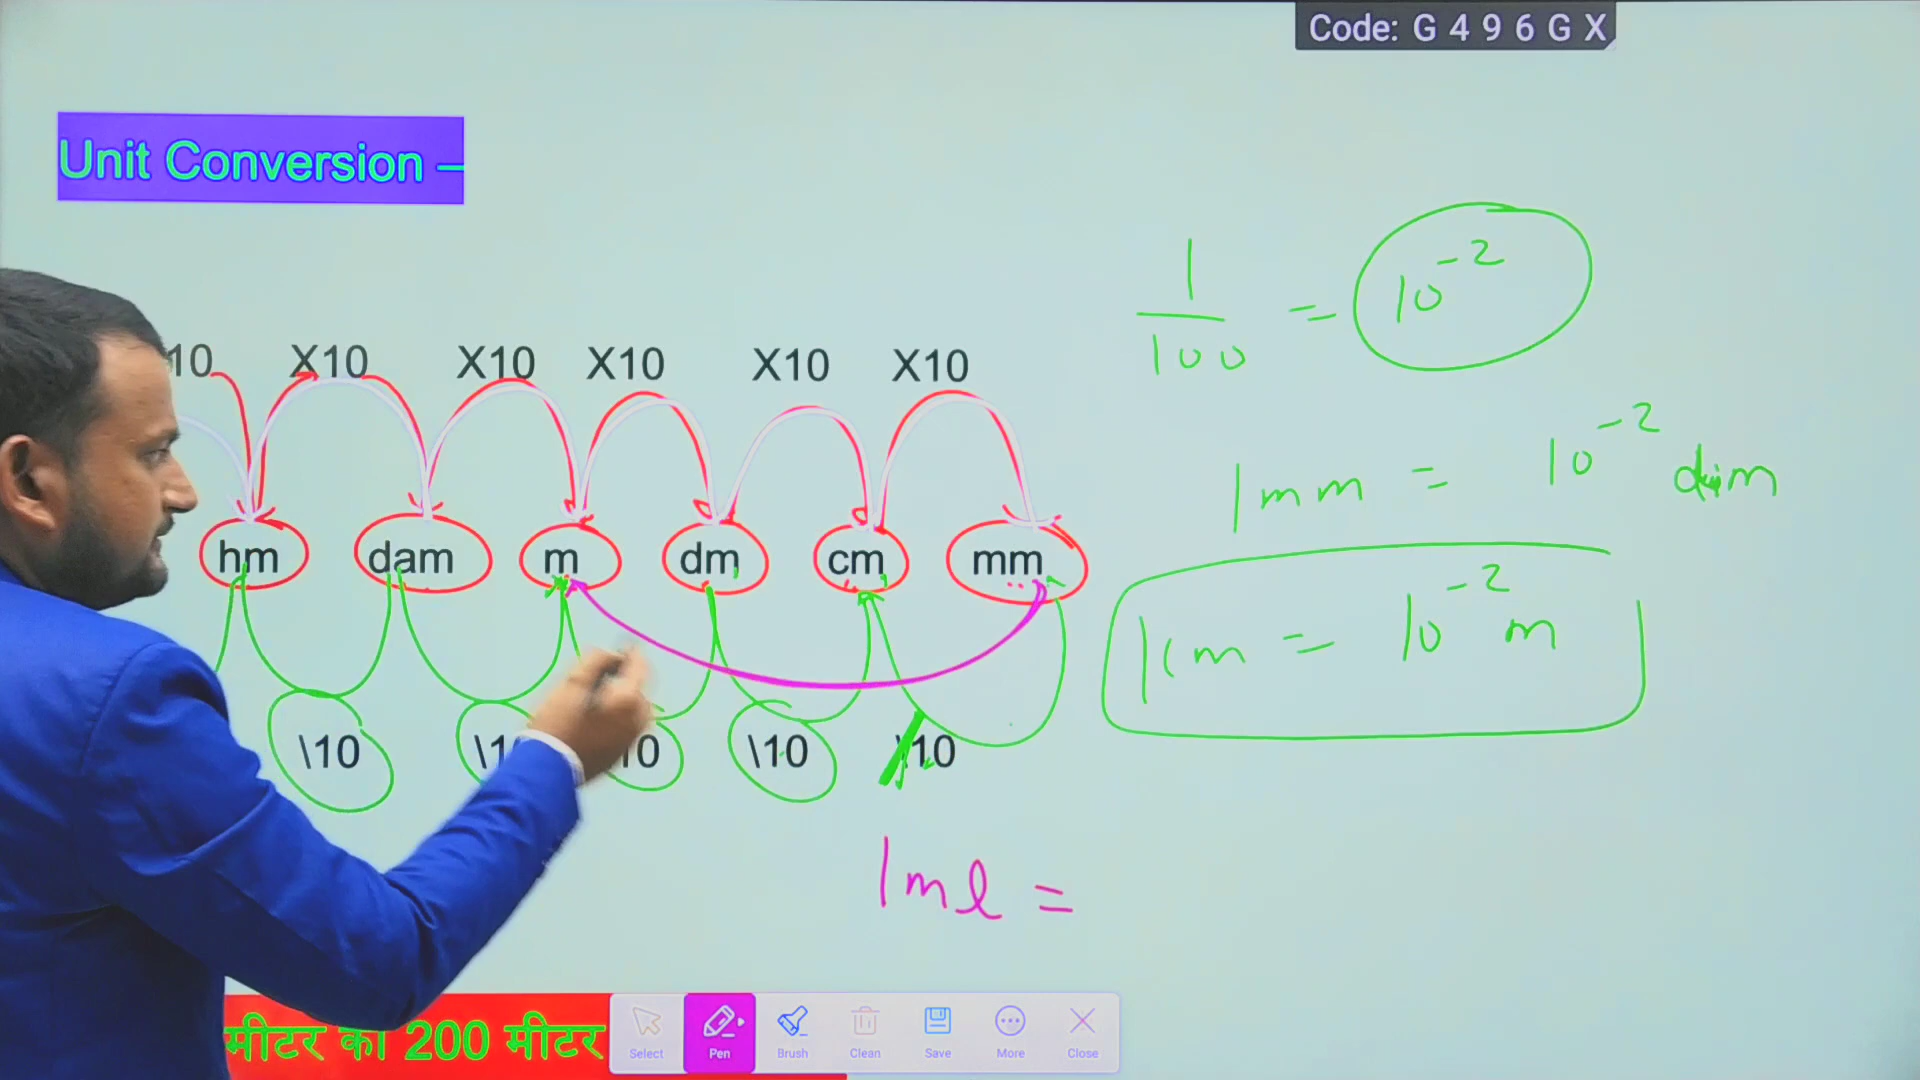 Code: G 4 9 6 G X
Unit Conversion –
10 X10 X10 X10 X10 X10
hm dam m dm cm mm
\10 \10 \10 \10
1/100 = 10^-2
1mm = 10^-2 dm
1cm = 10^-2 m
1ml =
मीटर का 200 मीटर
Select Pen Brush Clean Save More Close